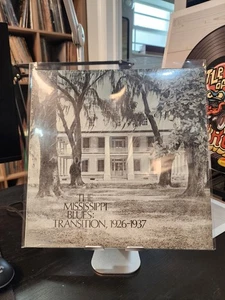 THE
MISSISSIPPI
BLUES:
TRANSITION, 1926-1937